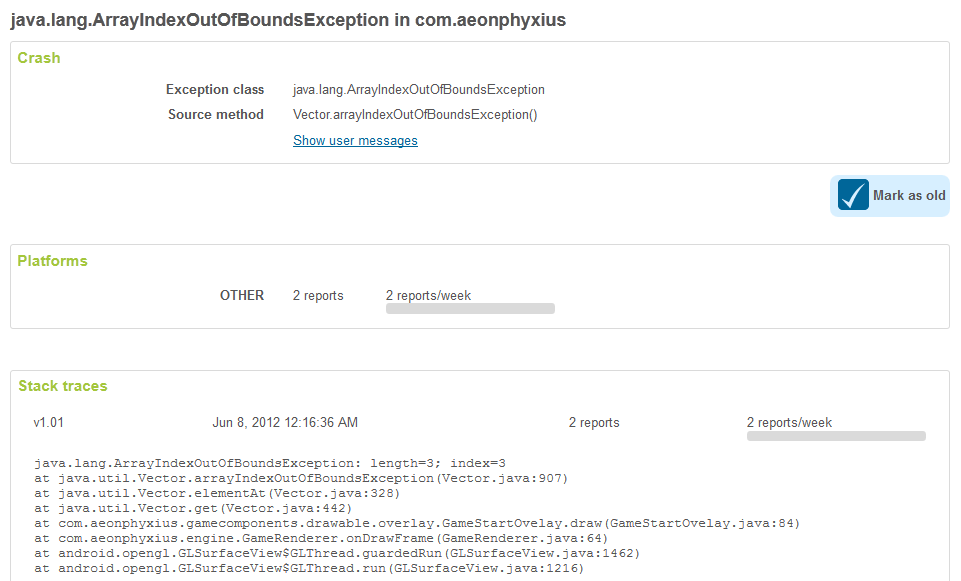 java.lang.ArrayIndexOutOfBoundsException in com.aeonphyxius
Crash
Exception class java.lang.ArrayIndexOutOfBoundsException
Source method Vector.arrayIndexOutOfBoundsException()
Show user messages
Mark as old
Platforms
OTHER 2 reports 2 reports/week
Stack traces
v1.01 Jun 8, 2012 12:16:36 AM 2 reports 2 reports/week
java.lang.ArrayIndexOutOfBoundsException: length=3; index=3
at java.util.Vector.arrayIndexOutOfBoundsException(Vector.java:907)
at java.util.Vector.elementAt(Vector.java:328)
at java.util.Vector.get(Vector.java:442)
at com.aeonphyxius.gamecomponents.drawable.overlay.GameStartOvelay.draw(GameStartOvelay.java:84)
at com.aeonphyxius.engine.GameRenderer.onDrawFrame(GameRenderer.java:64)
at android.opengl.GLSurfaceView$GLThread.guardedRun(GLSurfaceView.java:1462)
at android.opengl.GLSurfaceView$GLThread.run(GLSurfaceView.java:1216)